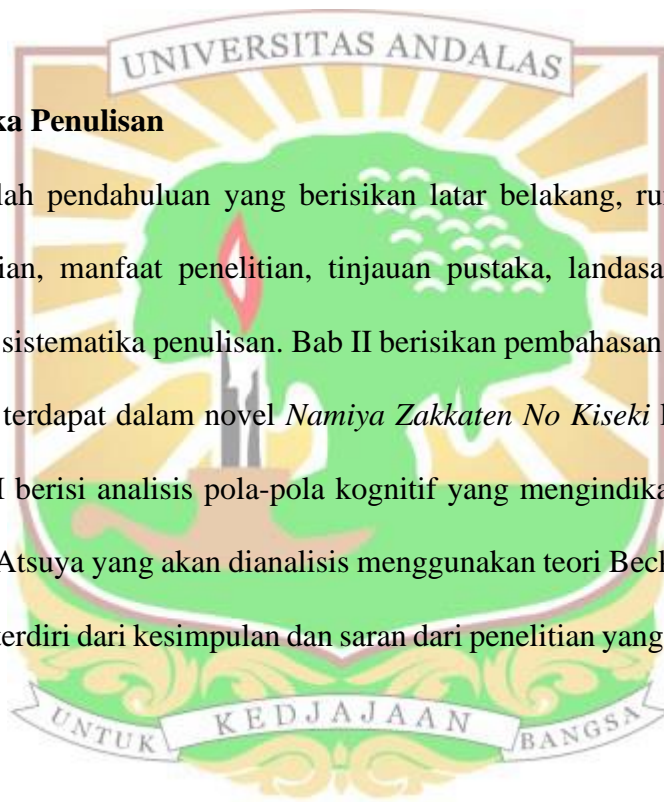 UNIVERSITAS ANDALAS
ka Penulisan
lah pendahuluan yang berisikan latar belakang, ru
ian, manfaat penelitian, tinjauan pustaka, landasa
sistematika penulisan. Bab II berisikan pembahasan
terdapat dalam novel Namiya Zakkaten No Kiseki
I berisi analisis pola-pola kognitif yang mengindika
Atsuya yang akan dianalisis menggunakan teori Beck
terdiri dari kesimpulan dan saran dari penelitian yang
UNTUK KEDJAJAAN BANGSA